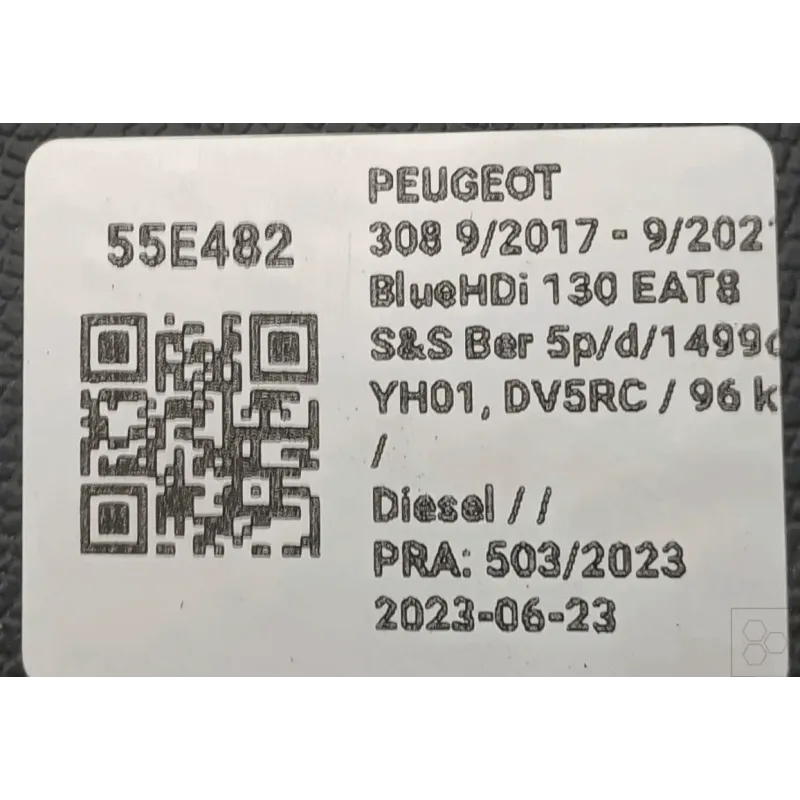 55E482
PEUGEOT
308 9/2017 - 9/202
BlueHDi 130 EAT8
S&S Ber 5p/d/1499c
YH01, DV5RC / 96 k
/
Diesel / /
PRA: 503/2023
2023-06-23